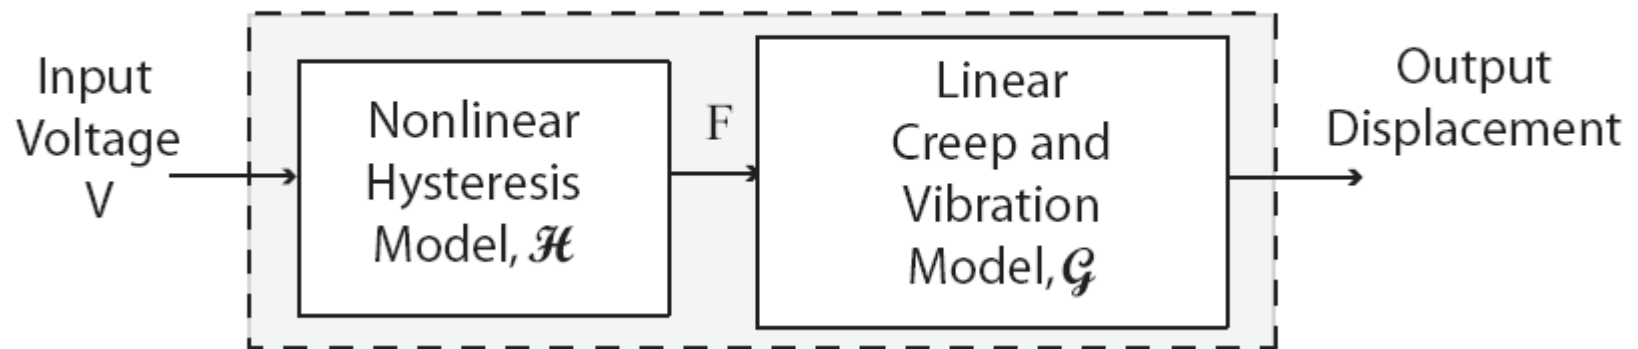 Input
Voltage
V
Nonlinear
Hysteresis
Model, ℋ
F
Linear
Creep and
Vibration
Model, 𝒢
Output
Displacement